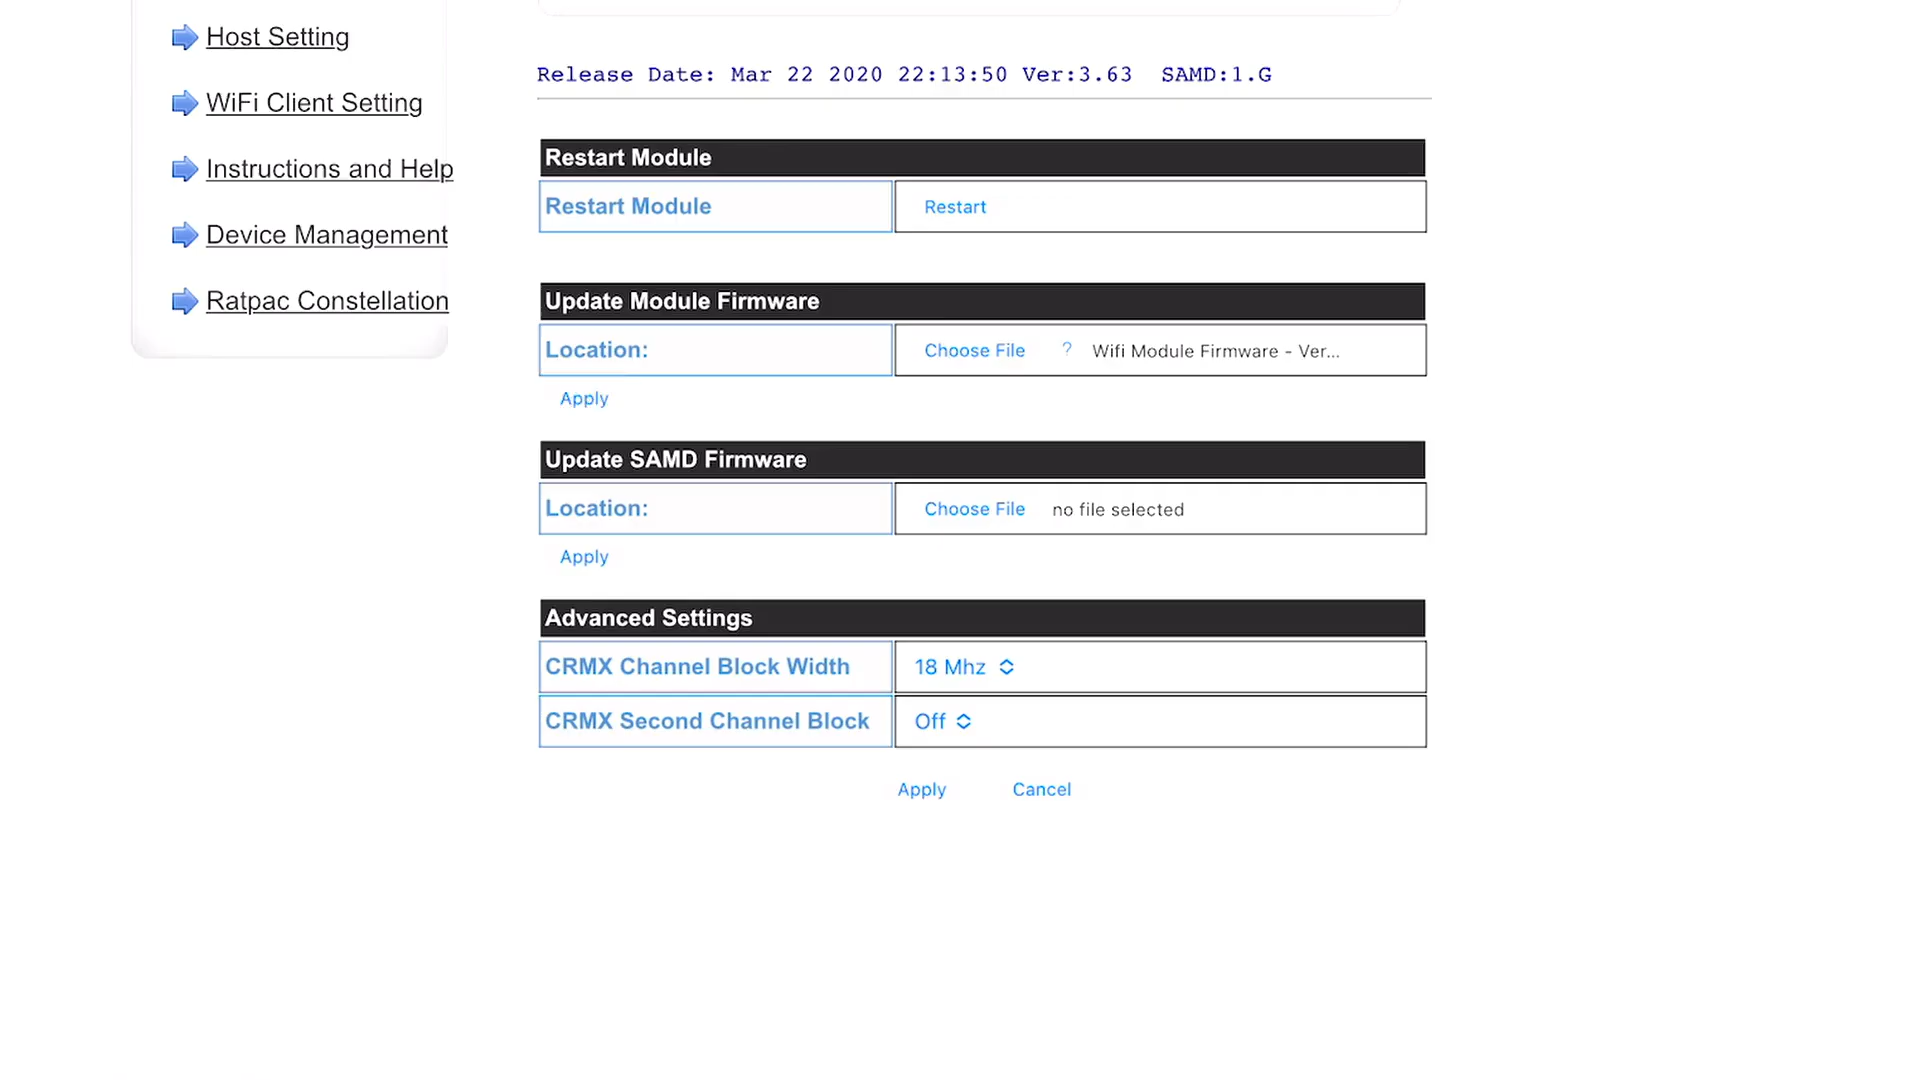 Host Setting
WiFi Client Setting
Instructions and Help
Device Management
Ratpac Constellation
Release Date: Mar 22 2020 22:13:50 Ver:3.63  SAMD:1.G
Restart Module
Restart Module Restart
Update Module Firmware
Location: Choose File ? Wifi Module Firmware - Ver...
Apply
Update SAMD Firmware
Location: Choose File no file selected
Apply
Advanced Settings
CRMX Channel Block Width 18 Mhz
CRMX Second Channel Block Off
Apply Cancel